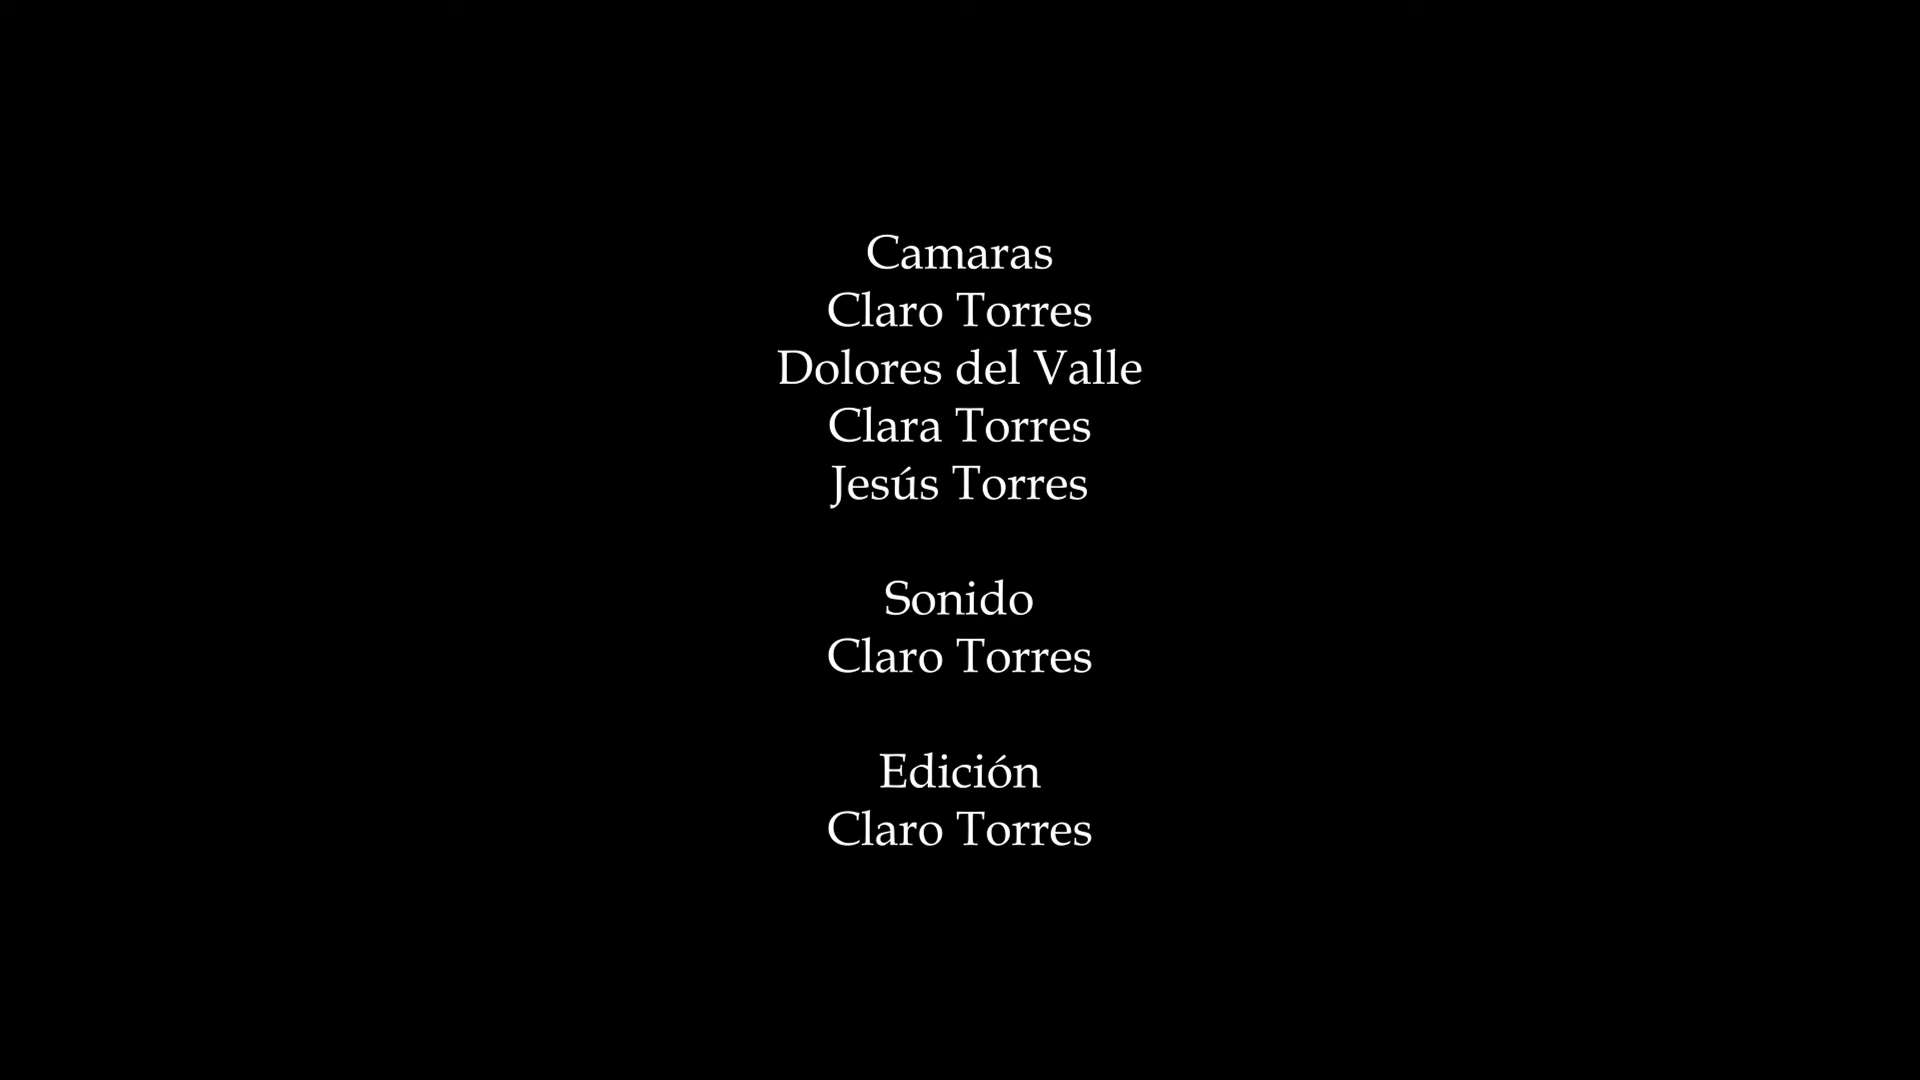 Camaras
Claro Torres
Dolores del Valle
Clara Torres
Jesús Torres
Sonido
Claro Torres
Edición
Claro Torres